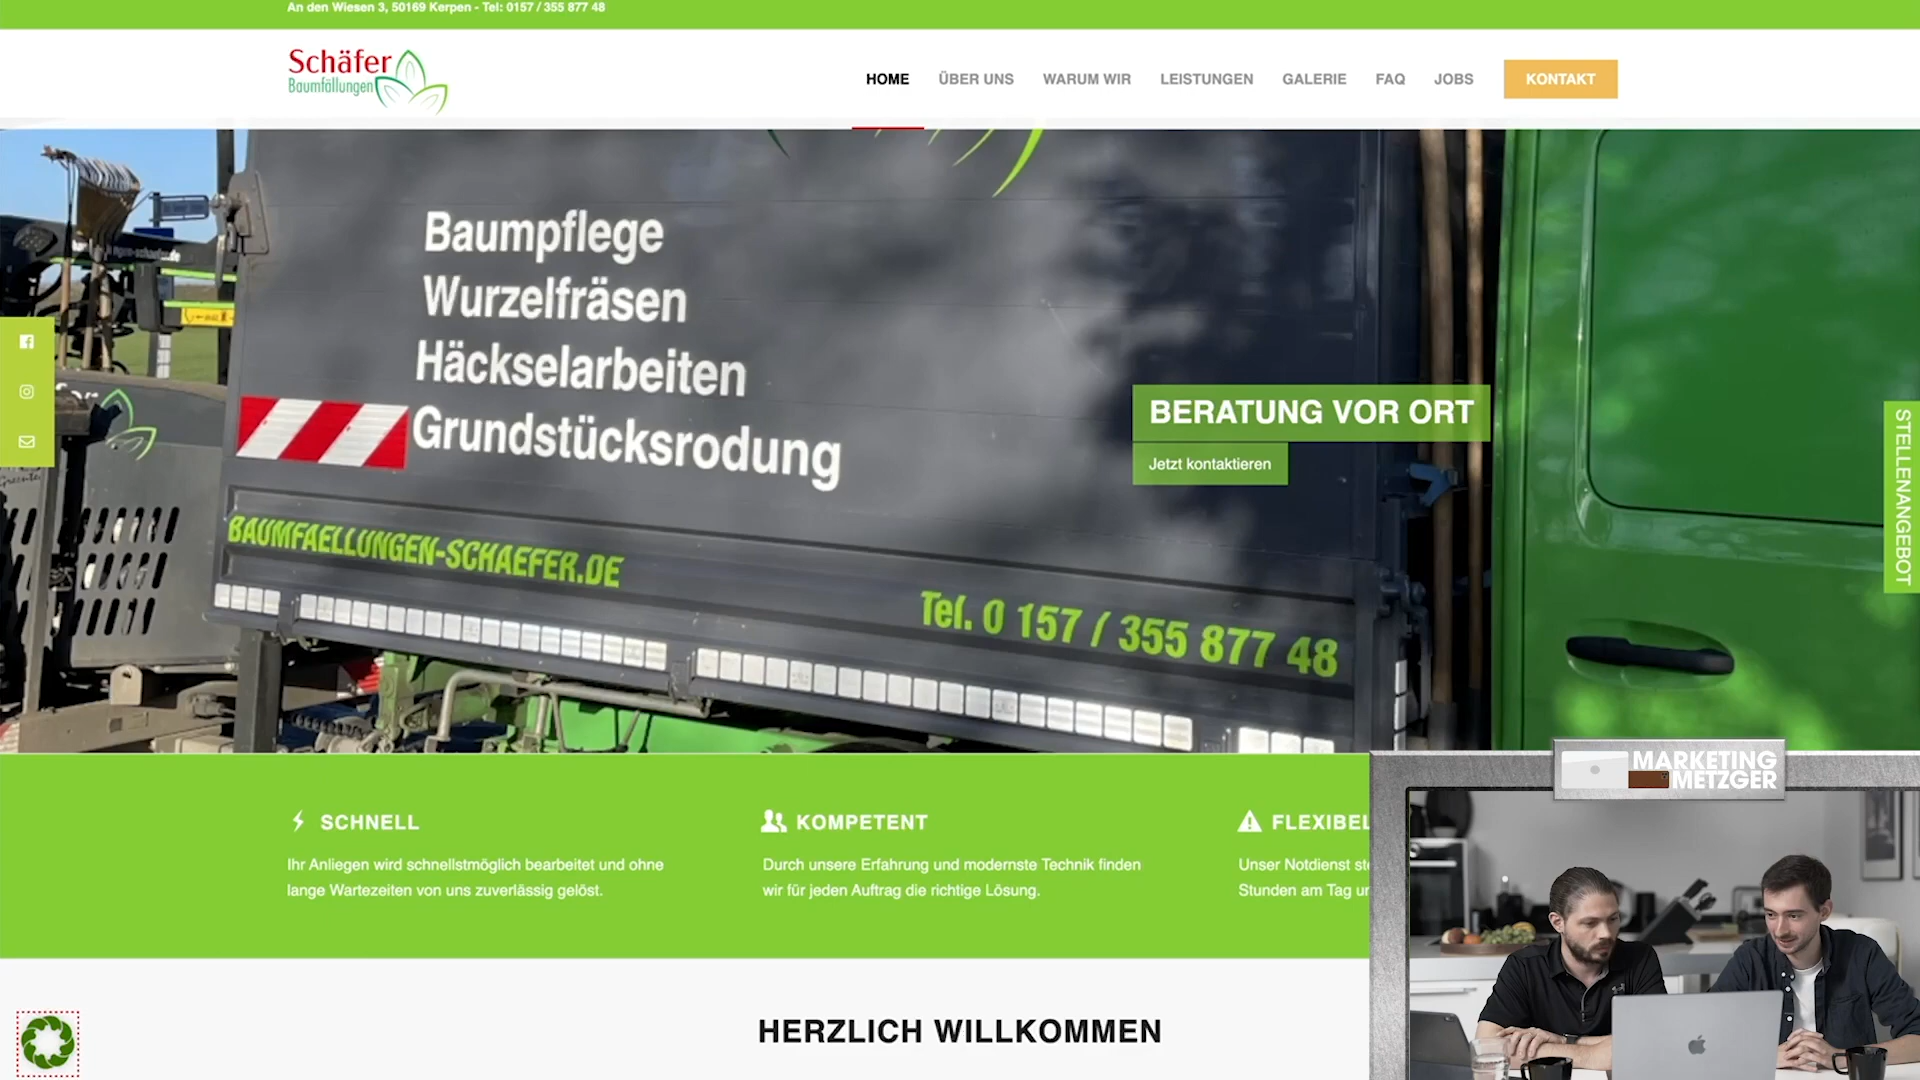 An den Wiesen 3, 50169 Kerpen - Tel: 0157 / 355 877 48
Schäfer
Baumfällungen
HOME ÜBER UNS WARUM WIR LEISTUNGEN GALERIE FAQ JOBS KONTAKT
Baumpflege
Wurzelfräsen
Häckselarbeiten
Grundstücksrodung
BAUMFAELLUNGEN-SCHAEFER.DE
Tel. 0 157 / 355 877 48
BERATUNG VOR ORT
Jetzt kontaktieren
STELLENANGEBOT
SCHNELL
Ihr Anliegen wird schnellstmöglich bearbeitet und ohne
lange Wartezeiten von uns zuverlässig gelöst.
KOMPETENT
Durch unsere Erfahrung und modernste Technik finden
wir für jeden Auftrag die richtige Lösung.
FLEXIBEL
Unser Notdienst
Stunden am Tag
MARKETING
METZGER
HERZLICH WILLKOMMEN